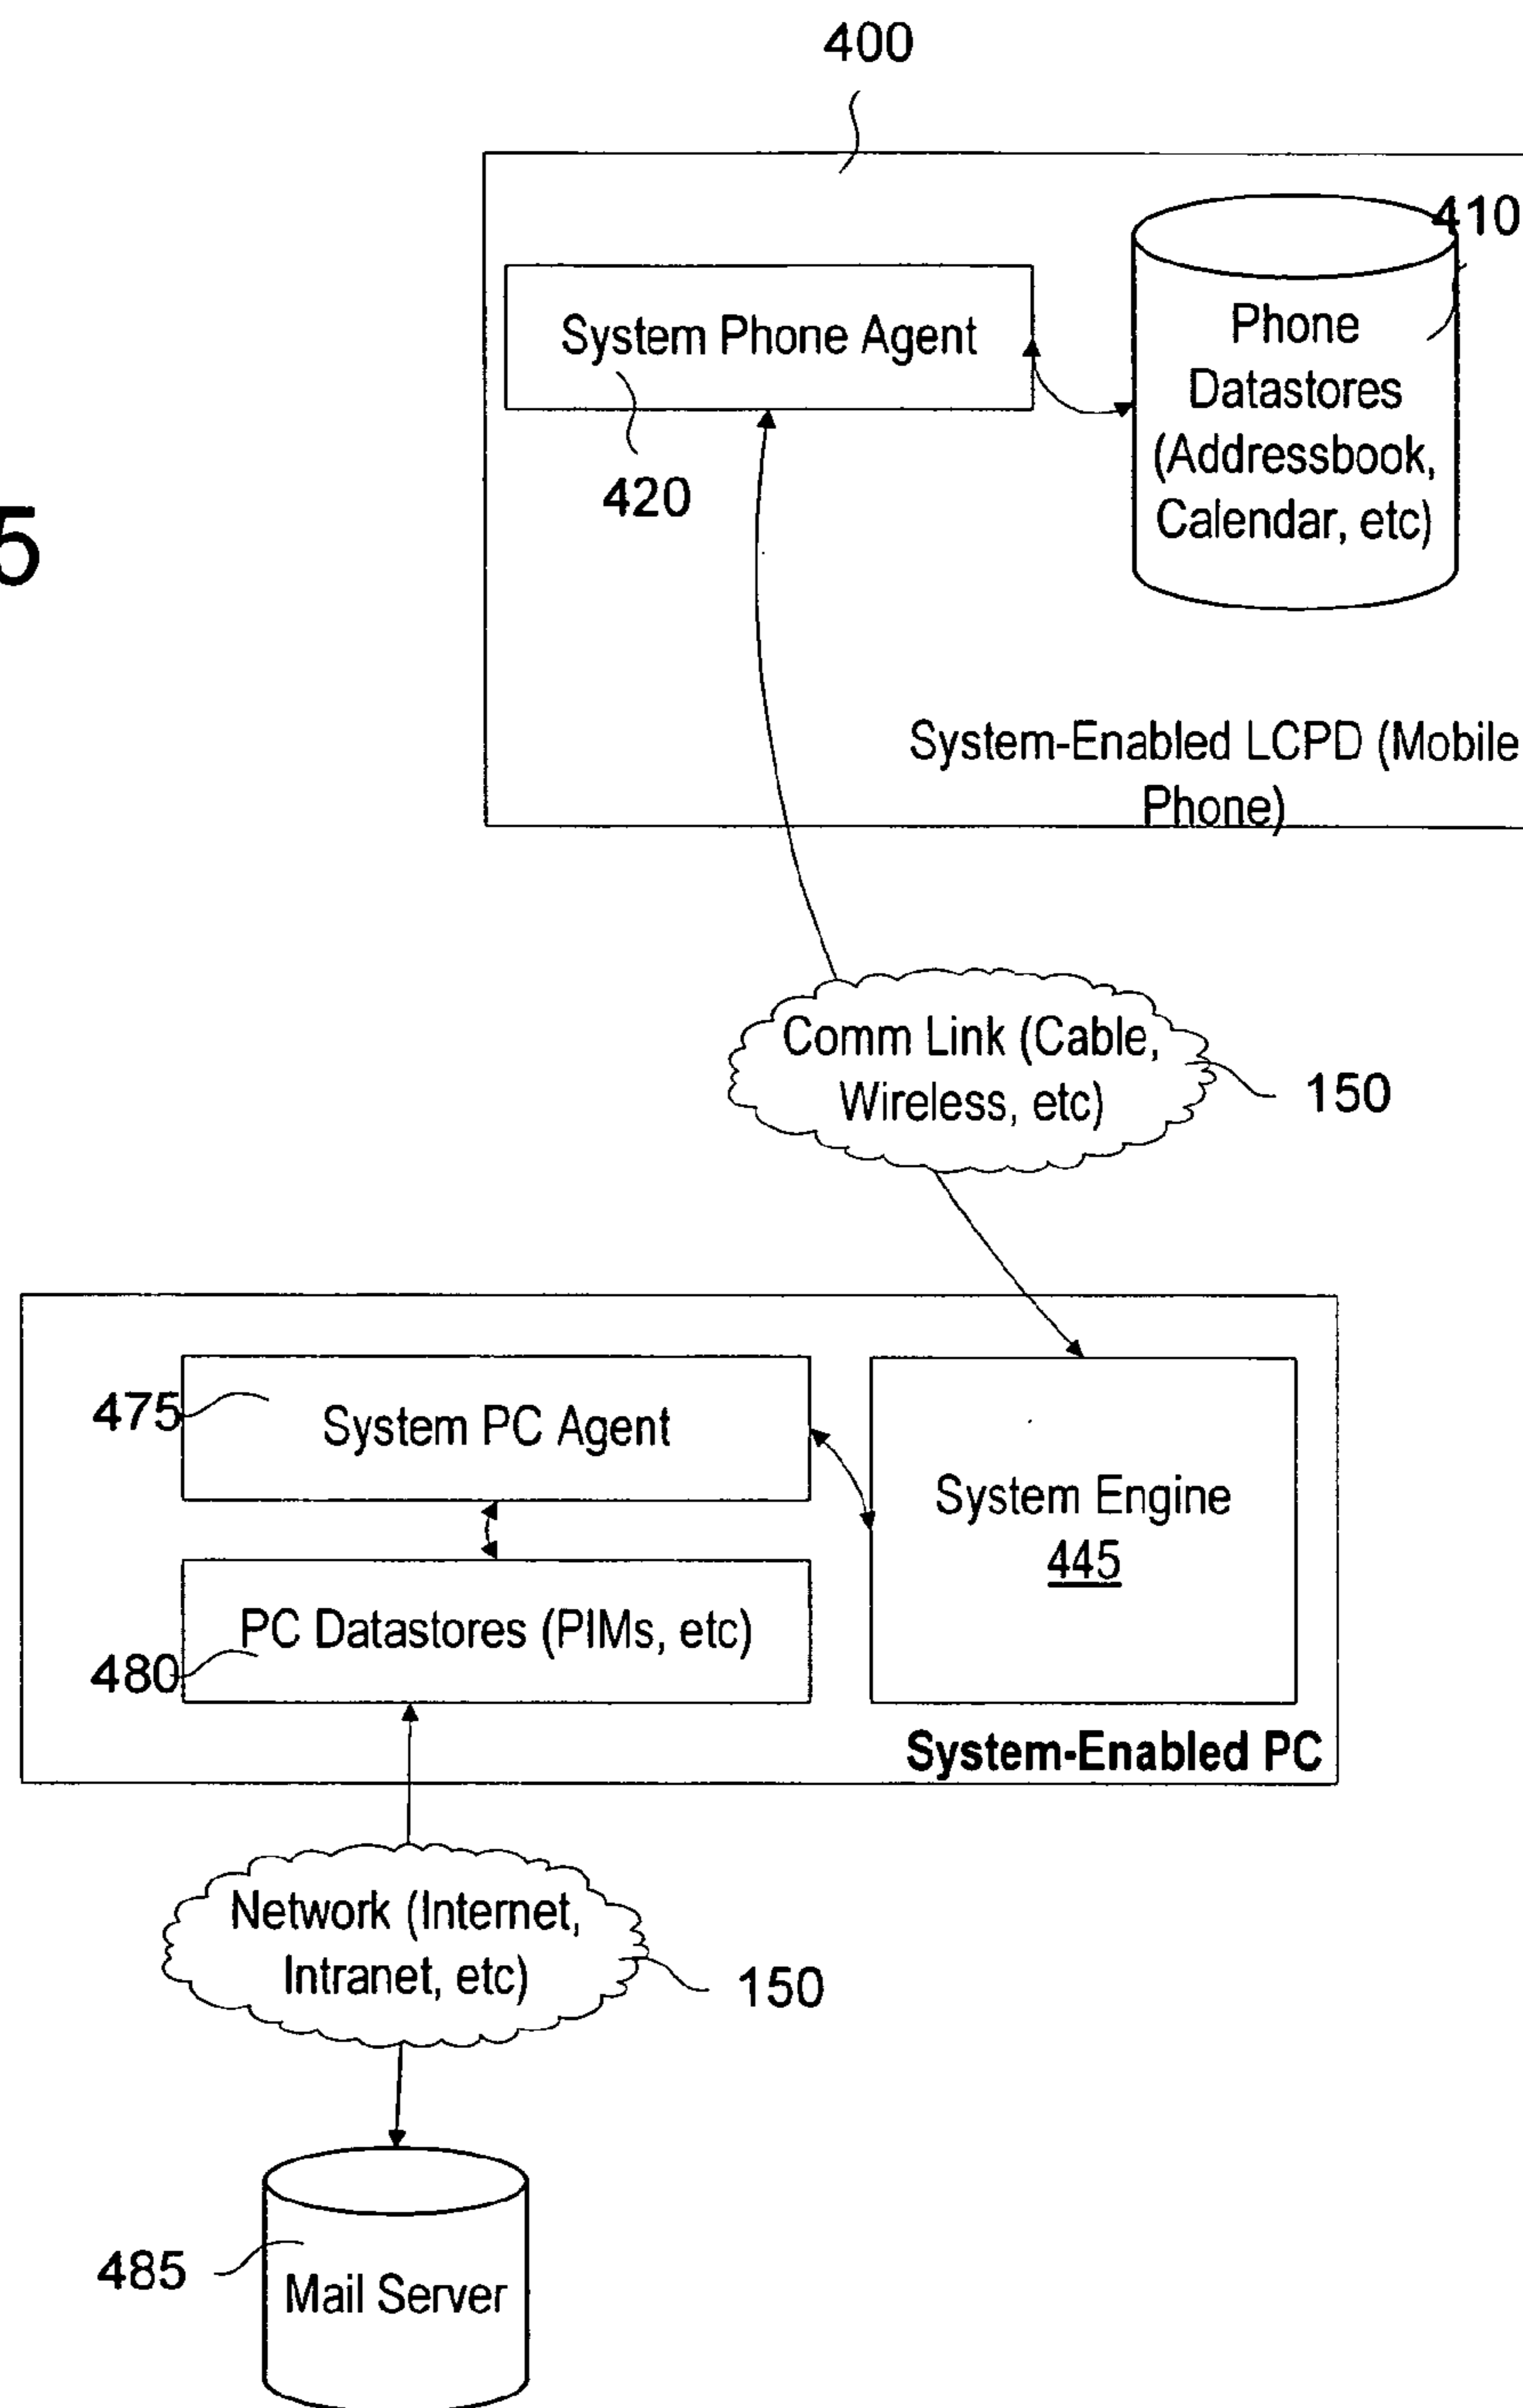 400
410
System Phone Agent
420
Phone
Datastores
(Addressbook,
Calendar, etc)
5
System-Enabled LCPD (Mobile
Phone)
Comm Link (Cable,
Wireless, etc)
150
475
System PC Agent
System Engine
445
PC Datastores (PIMs, etc)
480
System-Enabled PC
Network (Internet,
Intranet, etc)
150
485
Mail Server